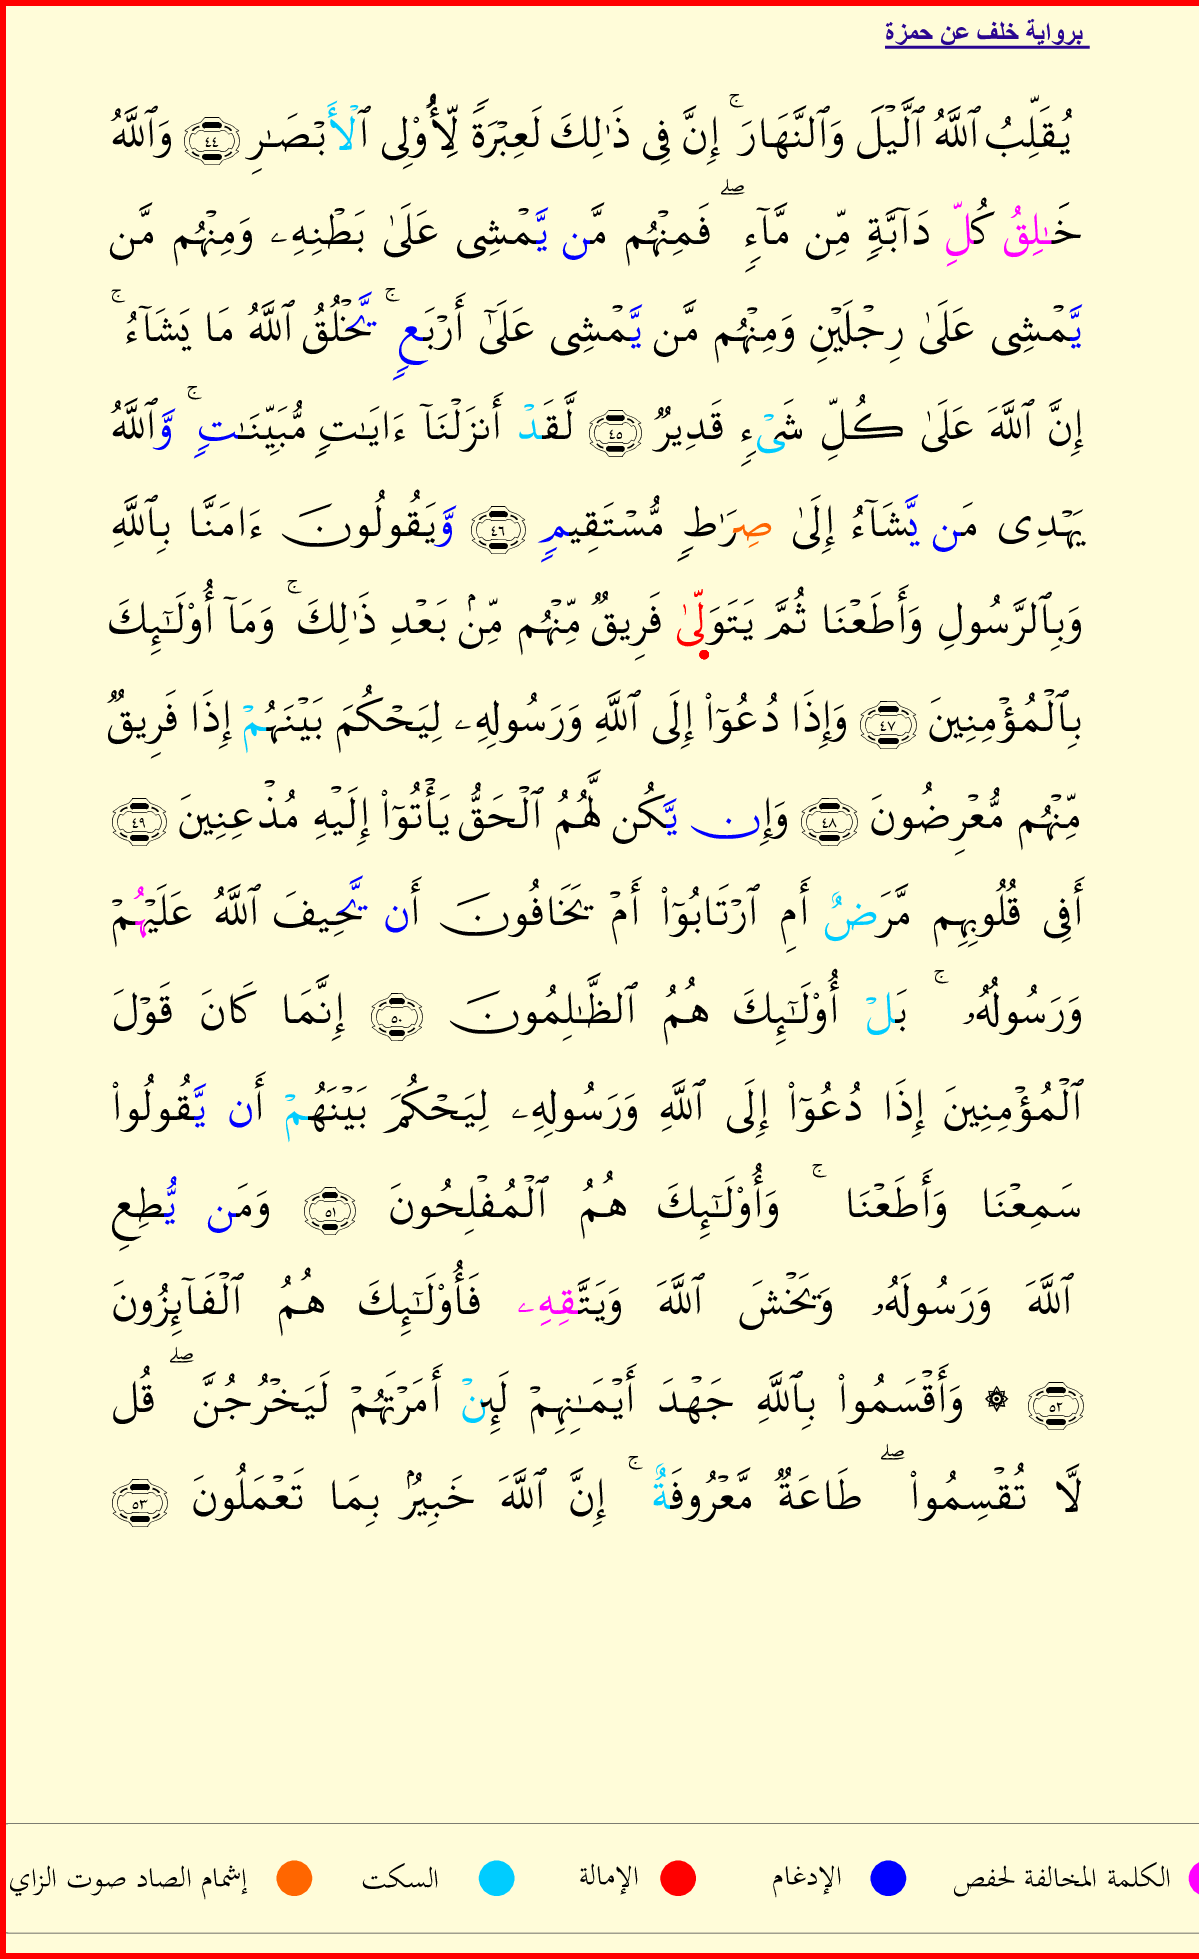 برواية خلف عن حمزة
يُقَلِّبُ ٱللَّهُ ٱلَّيْلَ وَٱلنَّهَارَ ۚ إِنَّ فِى ذَٰلِكَ لَعِبْرَةً لِّأُو۟لِى ٱلْأَبْصَـٰرِ ٤٤ وَٱللَّهُ
خَـٰلِقُ كُلِّ دَآبَّةٍ مِّن مَّآءٍ ۖ فَمِنْهُم مَّن يَّمْشِى عَلَىٰ بَطْنِهِۦ وَمِنْهُم مَّن
يَّمْشِى عَلَىٰ رِجْلَيْنِ وَمِنْهُم مَّن يَّمْشِى عَلَىٰٓ أَرْبَعٍ ۚ يَّخْلُقُ ٱللَّهُ مَا يَشَآءُ ۚ
إِنَّ ٱللَّهَ عَلَىٰ كُلِّ شَىْءٍ قَدِيرٌ ٤٥ لَّقَدْ أَنزَلْنَآ ءَايَـٰتٍ مُّبَيِّنَـٰتٍ ۚ وَّٱللَّهُ
يَهْدِى مَن يَّشَآءُ إِلَىٰ صِرَٰطٍ مُّسْتَقِيمٍ ٤٦ وَّيَقُولُونَ ءَامَنَّا بِٱللَّهِ
وَبِٱلرَّسُولِ وَأَطَعْنَا ثُمَّ يَتَوَلَّىٰ فَرِيقٌ مِّنْهُم مِّنۢ بَعْدِ ذَٰلِكَ ۚ وَمَآ أُو۟لَـٰٓئِكَ
بِٱلْمُؤْمِنِينَ ٤٧ وَإِذَا دُعُوٓا۟ إِلَى ٱللَّهِ وَرَسُولِهِۦ لِيَحْكُمَ بَيْنَهُمْ إِذَا فَرِيقٌ
مِّنْهُم مُّعْرِضُونَ ٤٨ وَإِن يَّكُن لَّهُمُ ٱلْحَقُّ يَأْتُوٓا۟ إِلَيْهِ مُذْعِنِينَ ٤٩
أَفِى قُلُوبِهِم مَّرَضٌ أَمِ ٱرْتَابُوٓا۟ أَمْ يَخَافُونَ أَن يَّحِيفَ ٱللَّهُ عَلَيْهُمْ
وَرَسُولُهُۥ ۚ بَلْ أُو۟لَـٰٓئِكَ هُمُ ٱلظَّـٰلِمُونَ ٥٠ إِنَّمَا كَانَ قَوْلَ
ٱلْمُؤْمِنِينَ إِذَا دُعُوٓا۟ إِلَى ٱللَّهِ وَرَسُولِهِۦ لِيَحْكُمَ بَيْنَهُمْ أَن يَّقُولُوا۟
سَمِعْنَا وَأَطَعْنَا ۚ وَأُو۟لَـٰٓئِكَ هُمُ ٱلْمُفْلِحُونَ ٥١ وَمَن يُّطِعِ
ٱللَّهَ وَرَسُولَهُۥ وَيَخْشَ ٱللَّهَ وَيَتَّقِهِۦ فَأُو۟لَـٰٓئِكَ هُمُ ٱلْفَآئِزُونَ
٥٢ ۞ وَأَقْسَمُوا۟ بِٱللَّهِ جَهْدَ أَيْمَـٰنِهِمْ لَئِنْ أَمَرْتَهُمْ لَيَخْرُجُنَّ ۖ قُل
لَّا تُقْسِمُوا۟ ۖ طَاعَةٌ مَّعْرُوفَةٌ ۚ إِنَّ ٱللَّهَ خَبِيرٌۢ بِمَا تَعْمَلُونَ ٥٣
الكلمة المخالفة لحفص الإدغام الإمالة السكت إشمام الصاد صوت الزاي